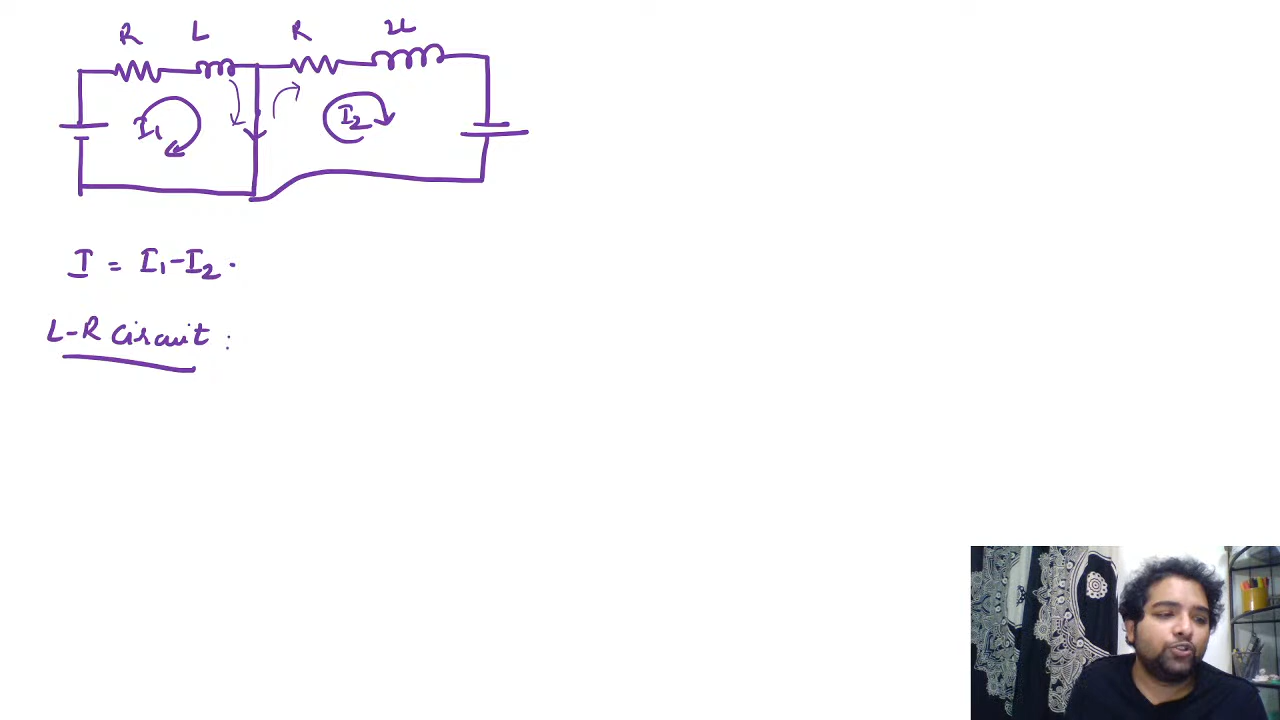 R L R 2L
I₁ I₂
I = I₁-I₂.
L-R Circuit :